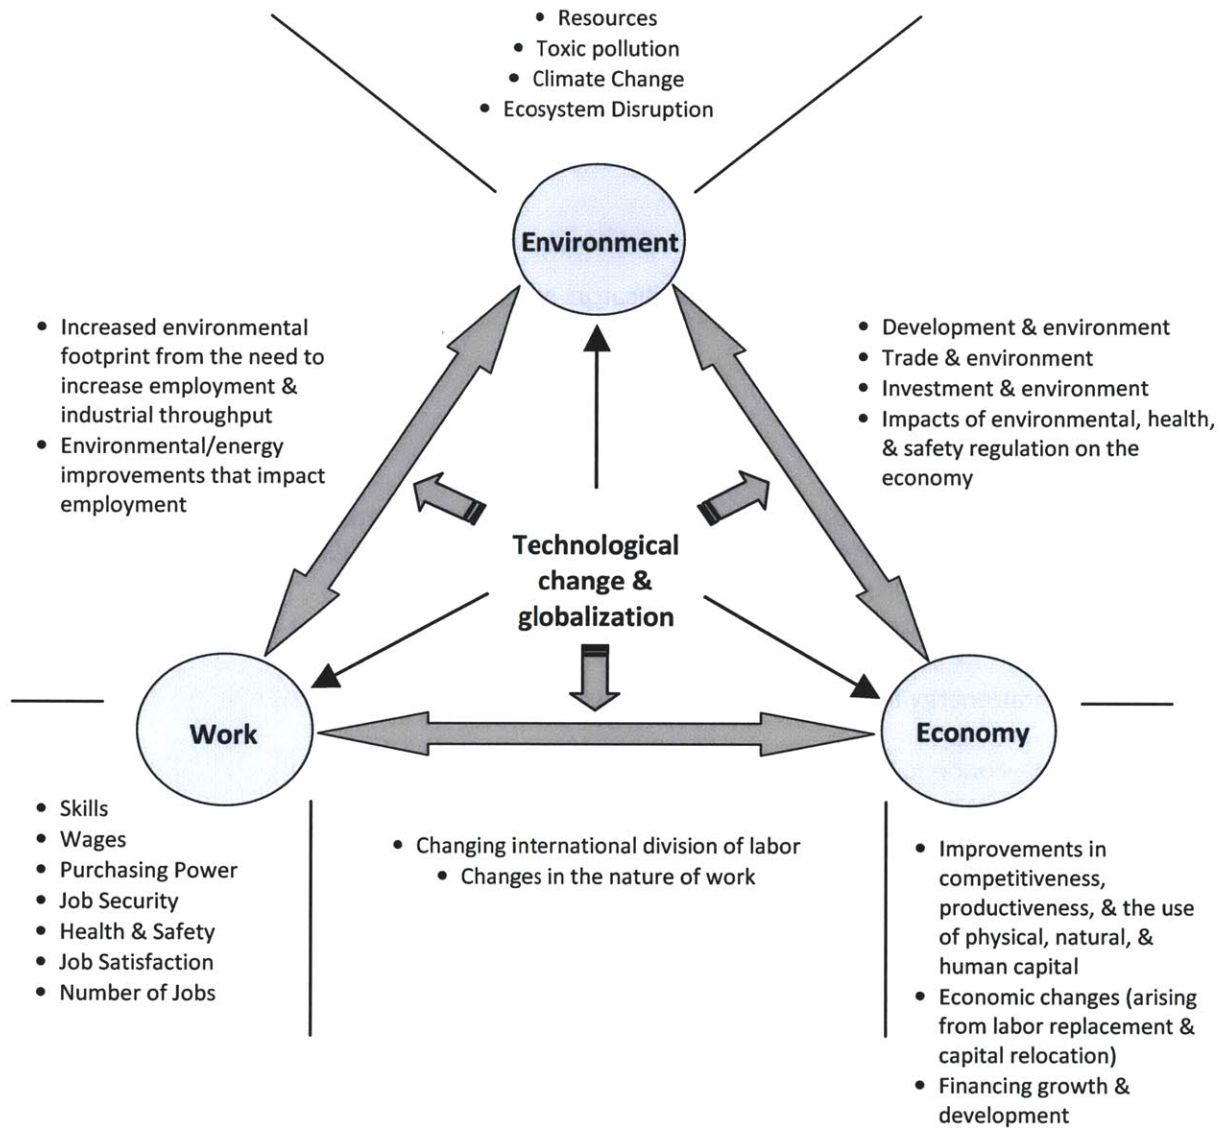 • Resources
• Toxic pollution
• Climate Change
• Ecosystem Disruption
Environment
• Increased environmental
footprint from the need to
increase employment &
industrial throughput
• Environmental/energy
improvements that impact
employment
• Development & environment
• Trade & environment
• Investment & environment
• Impacts of environmental, health,
& safety regulation on the
economy
Technological
change &
globalization
Work
Economy
• Skills
• Wages
• Purchasing Power
• Job Security
• Health & Safety
• Job Satisfaction
• Number of Jobs
• Changing international division of labor
• Changes in the nature of work
• Improvements in
competitiveness,
productiveness, & the use
of physical, natural, &
human capital
• Economic changes (arising
from labor replacement &
capital relocation)
• Financing growth &
development